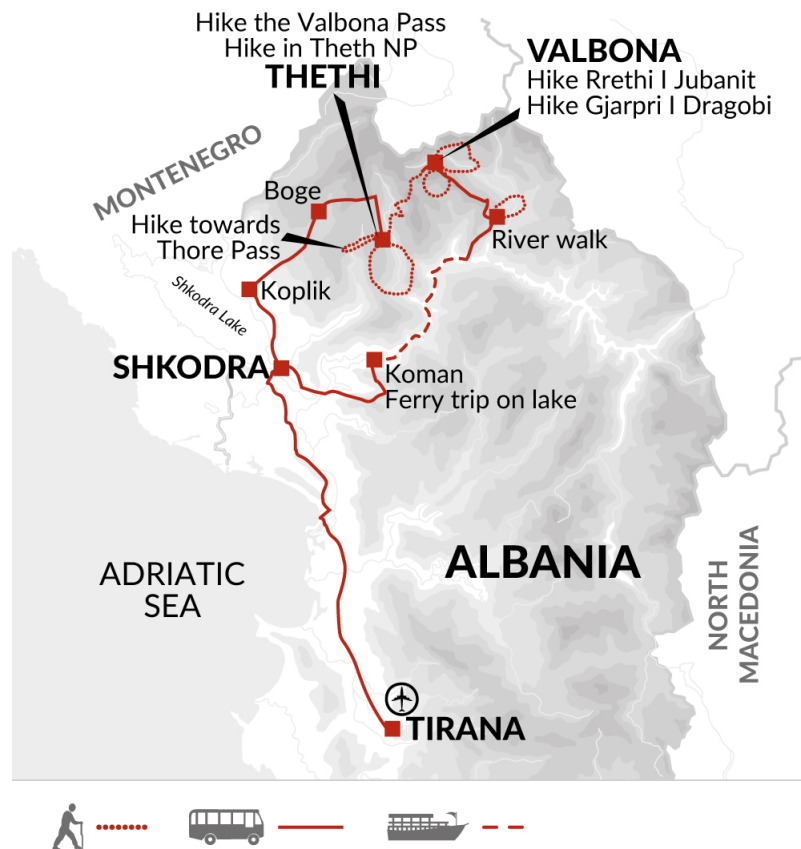 Hike the Valbona Pass
Hike in Theth NP
THETHI
VALBONA
Hike Rrethi I Jubanit
Hike Gjarpri I Dragobi
MONTENEGRO
Boge
Hike towards
Thore Pass
River walk
Shkodra Lake
Koplik
SHKODRA
Koman
Ferry trip on lake
ADRIATIC
SEA
ALBANIA
NORTH
MACEDONIA
TIRANA